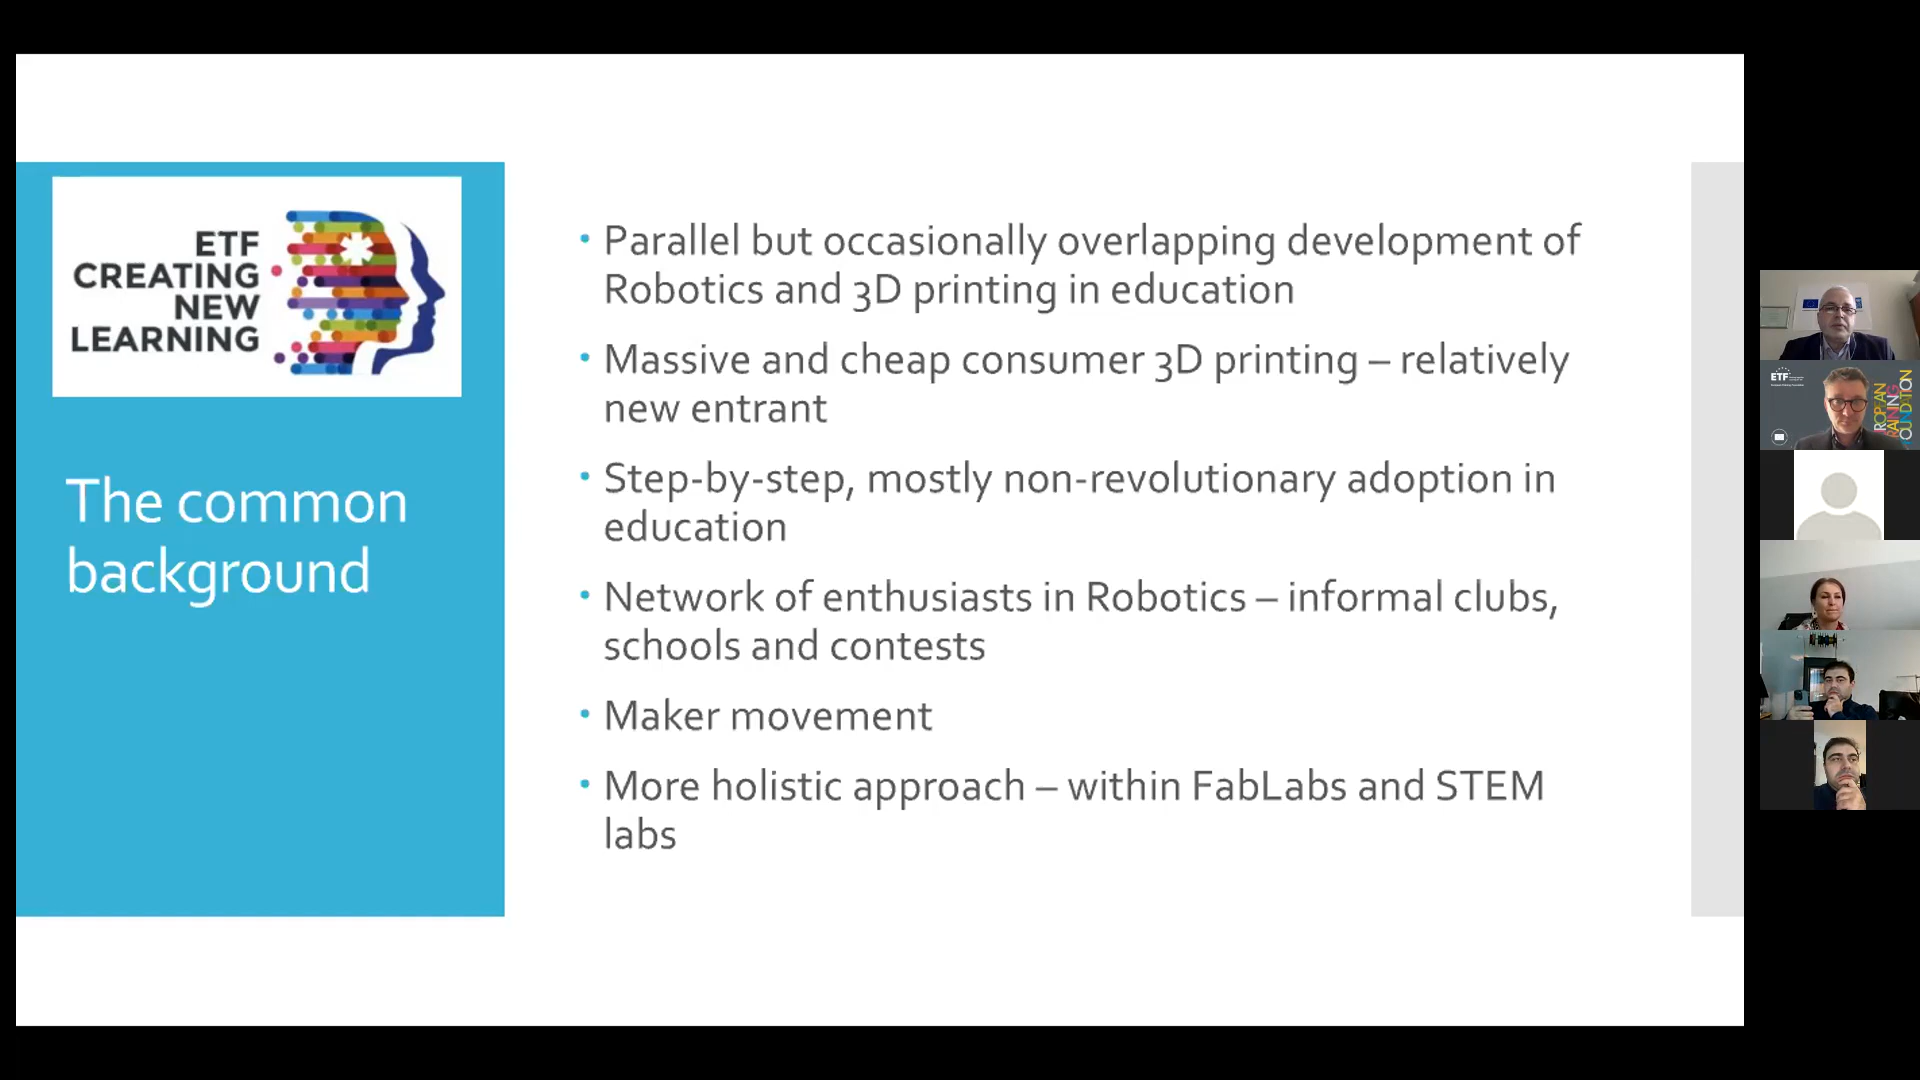 ETF
CREATING
NEW
LEARNING
The common
background
• Parallel but occasionally overlapping development of
Robotics and 3D printing in education
• Massive and cheap consumer 3D printing – relatively
new entrant
• Step-by-step, mostly non-revolutionary adoption in
education
• Network of enthusiasts in Robotics – informal clubs,
schools and contests
• Maker movement
• More holistic approach – within FabLabs and STEM
labs
ETF